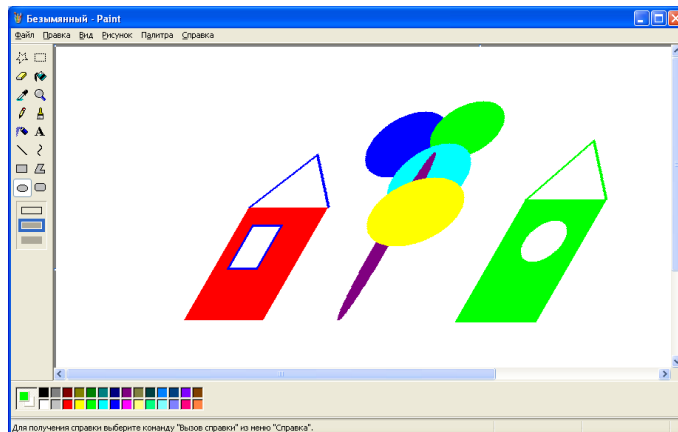 Безымянный - Paint
Файл Правка Вид Рисунок Палитра Справка
A
Для получения справки выберите команду "Вызов справки" из меню "Справка".